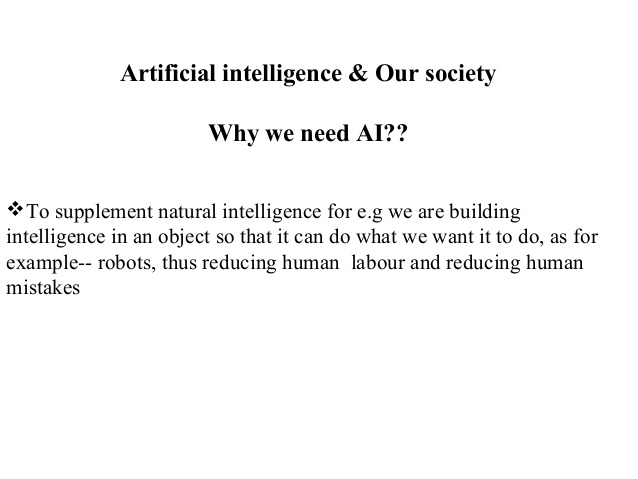 Artificial intelligence & Our society
Why we need AI??
❖To supplement natural intelligence for e.g we are building
intelligence in an object so that it can do what we want it to do, as for
example-- robots, thus reducing human  labour and reducing human
mistakes